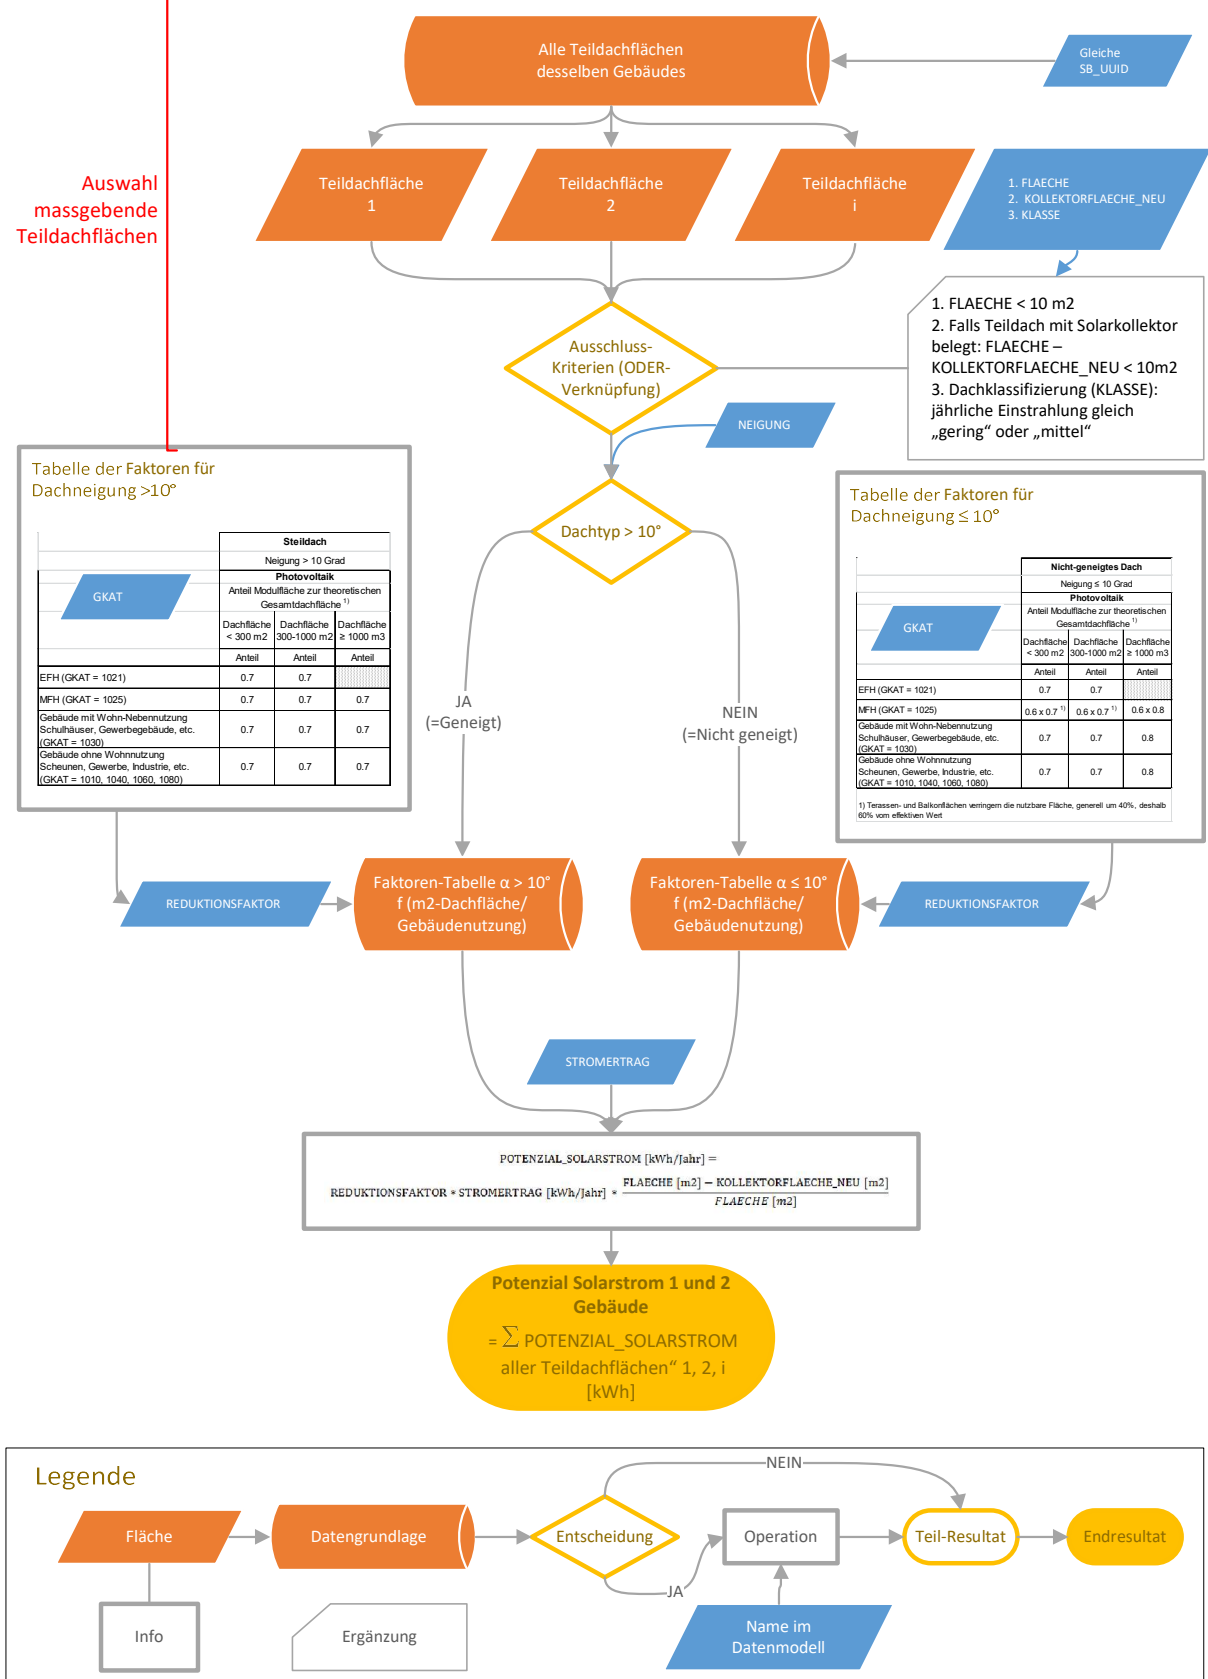 Alle Teildachflächen
desselben Gebäudes
Gleiche
SB_UUID
Auswahl
massgebende
Teildachflächen
Teildachfläche
1
Teildachfläche
2
Teildachfläche
i
1. FLAECHE
2. KOLLEKTORFLAECHE_NEU
3. KLASSE
Ausschluss-
Kriterien (ODER-
Verknüpfung)
1. FLAECHE < 10 m2
2. Falls Teildach mit Solarkollektor
belegt: FLAECHE –
KOLLEKTORFLAECHE_NEU < 10m2
3. Dachklassifizierung (KLASSE):
jährliche Einstrahlung gleich
„gering“ oder „mittel“
NEIGUNG
Dachtyp > 10°
Tabelle der Faktoren für
Dachneigung >10°
Steildach
Neigung > 10 Grad
Photovoltaik
GKAT
Anteil Modulfläche zur theoretischen
Gesamtdachfläche 1)
Dachfläche Dachfläche Dachfläche
< 300 m2 300-1000 m2 ≥ 1000 m3
Anteil Anteil Anteil
EFH (GKAT = 1021) 0.7 0.7
MFH (GKAT = 1025) 0.7 0.7 0.7
Gebäude mit Wohn-Nebennutzung
Schulhäuser, Gewerbegebäude, etc. 0.7 0.7 0.7
(GKAT = 1030)
Gebäude ohne Wohnnutzung
Scheunen, Gewerbe, Industrie, etc. 0.7 0.7 0.7
(GKAT = 1010, 1040, 1060, 1080)
Tabelle der Faktoren für
Dachneigung ≤ 10°
Nicht-geneigtes Dach
Neigung ≤ 10 Grad
Photovoltaik
GKAT
Anteil Modulfläche zur theoretischen
Gesamtdachfläche 1)
Dachfläche Dachfläche Dachfläche
< 300 m2 300-1000 m2 ≥ 1000 m3
Anteil Anteil Anteil
EFH (GKAT = 1021) 0.7 0.7
MFH (GKAT = 1025) 0.6 x 0.7 1) 0.6 x 0.7 1) 0.6 x 0.8
Gebäude mit Wohn-Nebennutzung
Schulhäuser, Gewerbegebäude, etc. 0.7 0.7 0.8
(GKAT = 1030)
Gebäude ohne Wohnnutzung
Scheunen, Gewerbe, Industrie, etc. 0.7 0.7 0.8
(GKAT = 1010, 1040, 1060, 1080)
1) Terassen- und Balkonflächen verringern die nutzbare Fläche, generell um 40%, deshalb
60% vom effektiven Wert
JA
(=Geneigt)
NEIN
(=Nicht geneigt)
REDUKTIONSFAKTOR
Faktoren-Tabelle α > 10°
f (m2-Dachfläche/
Gebäudenutzung)
Faktoren-Tabelle α ≤ 10°
f (m2-Dachfläche/
Gebäudenutzung)
REDUKTIONSFAKTOR
STROMERTRAG
POTENZIAL_SOLARSTROM [kWh/Jahr] =
REDUKTIONSFAKTOR * STROMERTRAG [kWh/Jahr] *
FLAECHE [m2] − KOLLEKTORFLAECHE_NEU [m2]
FLAECHE [m2]
Potenzial Solarstrom 1 und 2
Gebäude
= ∑ POTENZIAL_SOLARSTROM
aller Teildachflächen“ 1, 2, i
[kWh]
Legende
NEIN
Fläche
Datengrundlage
Entscheidung
Operation
Teil-Resultat
Endresultat
JA
Info
Ergänzung
Name im
Datenmodell